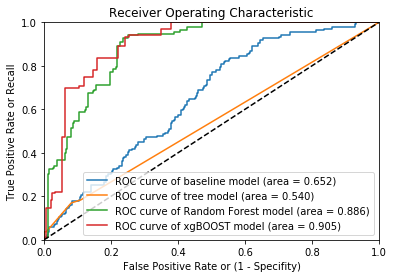 Receiver Operating Characteristic
True Positive Rate or Recall
1.0
0.8
0.6
0.4
0.2
0.0
ROC curve of baseline model (area = 0.652)
ROC curve of tree model (area = 0.540)
ROC curve of Random Forest model (area = 0.886)
ROC curve of xgBOOST model (area = 0.905)
0.0 0.2 0.4 0.6 0.8 1.0
False Positive Rate or (1 - Specifity)